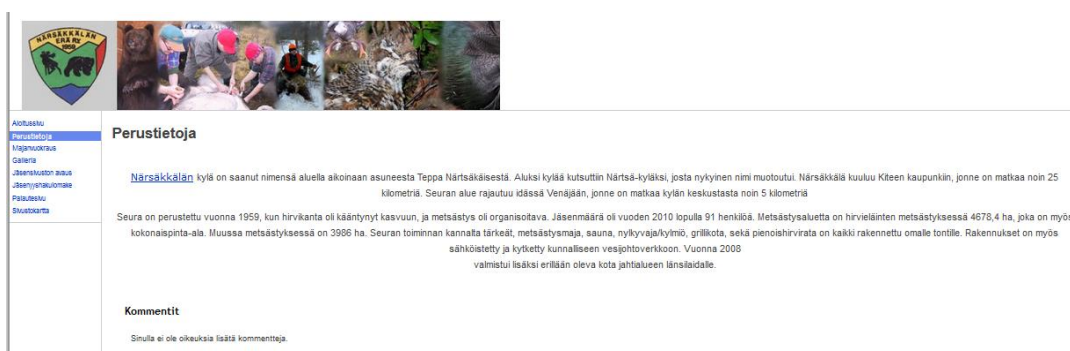 NÄRSÄKKÄLÄN
ERÄ RY
1959
Aloitussivu
Perustietoja
Majanvuokraus
Galleria
Jäsensivuston avaus
Jäsenyyshakulomake
Palautesivu
Sivustokartta
Perustietoja
Närsäkkälän kylä on saanut nimensä aluella aikoinaan asuneesta Teppa Närtsäkäisestä. Aluksi kylää kutsuttiin Närtsä-kyläksi, josta nykyinen nimi muotoutui. Närsäkkälä kuuluu Kiteen kaupunkiin, jonne on matkaa noin 25
kilometriä. Seuran alue rajautuu idässä Venäjään, jonne on matkaa kylän keskustasta noin 5 kilometriä
Seura on perustettu vuonna 1959, kun hirvikanta oli kääntynyt kasvuun, ja metsästys oli organisoitava. Jäsenmäärä oli vuoden 2010 lopulla 91 henkilöä. Metsästysaluetta on hirvieläinten metsästyksessä 4678,4 ha, joka on myös
kokonaispinta-ala. Muussa metsästyksessä on 3986 ha. Seuran toiminnan kannalta tärkeät, metsästysmaja, sauna, nylkyvaja/kylmiö, grillikota, sekä pienoishirvirata on kaikki rakennettu omalle tontille. Rakennukset on myös
sähköistetty ja kytketty kunnalliseen vesijohtoverkkoon. Vuonna 2008
valmistui lisäksi erillään oleva kota jahtialueen länsilaidalle.
Kommentit
Sinulla ei ole oikeuksia lisätä kommentteja.